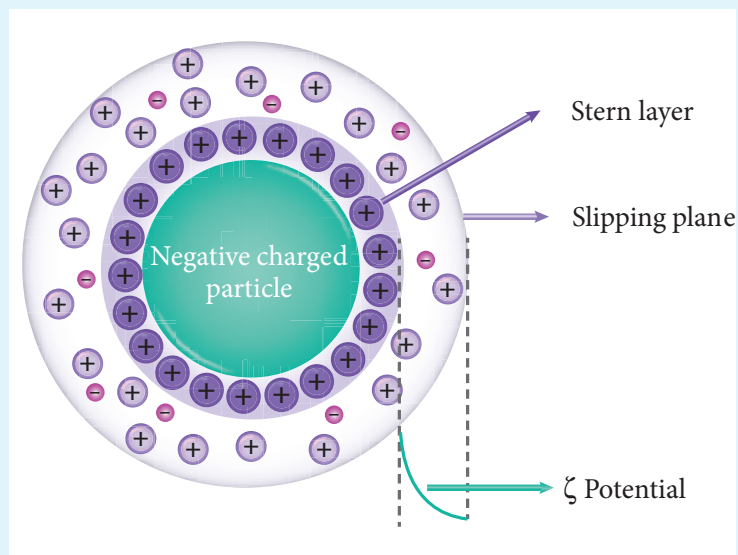 Stern layer
Slipping plane
Negative charged
particle
ζ Potential